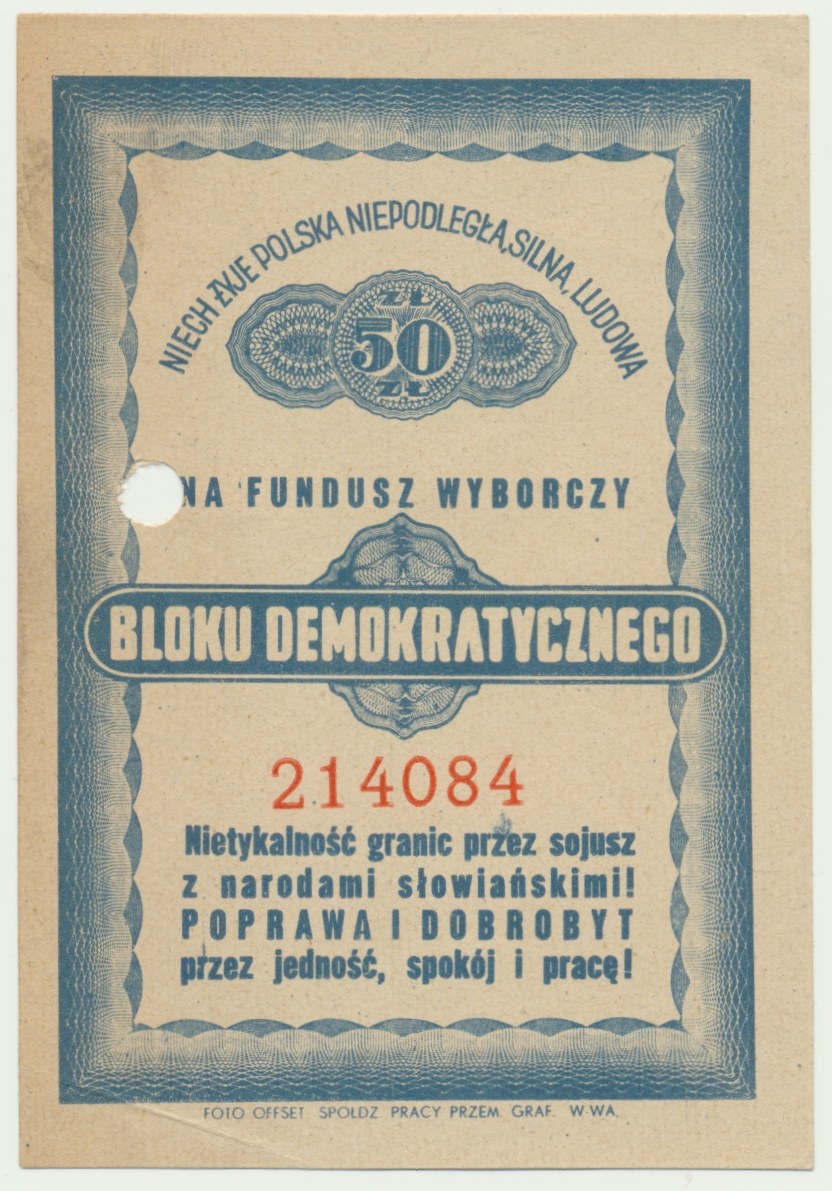 NIECH ŻYJE POLSKA NIEPODLEGŁA, SILNA, LUDOWA
ZŁ
50
ZŁ
NA FUNDUSZ WYBORCZY
BLOKU DEMOKRATYCZNEGO
214084
Nietykalność granic przez sojusz
z narodami słowiańskimi!
POPRAWA I DOBROBYT
przez jedność, spokój i pracę!
FOTO OFFSET SPOŁDZ. PRACY PRZEM. GRAF. W-WA.